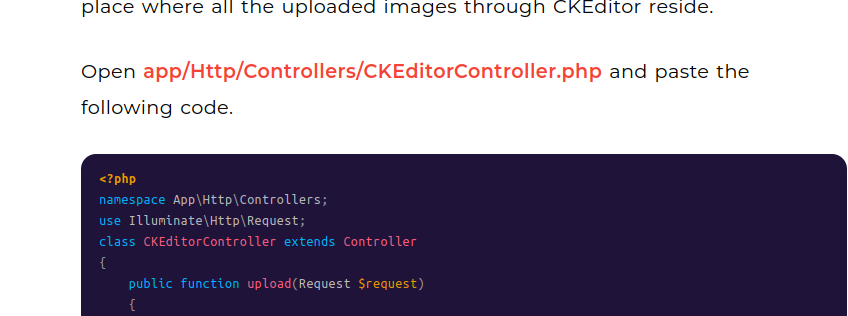 place where all the uploaded images through CKEditor reside.
Open app/Http/Controllers/CKEditorController.php and paste the
following code.
<?php
namespace App\Http\Controllers;
use Illuminate\Http\Request;
class CKEditorController extends Controller
{
    public function upload(Request $request)
    {